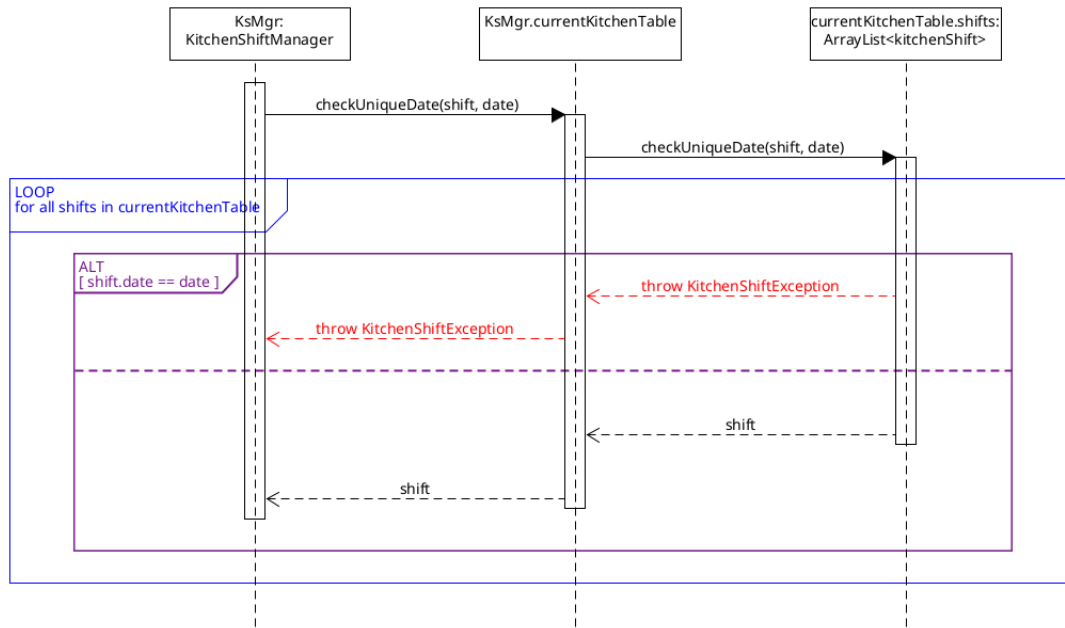 KsMgr:
KitchenShiftManager
KsMgr.currentKitchenTable
currentKitchenTable.shifts:
ArrayList<kitchenShift>
checkUniqueDate(shift, date)
checkUniqueDate(shift, date)
LOOP
for all shifts in currentKitchenTable
ALT
[ shift.date == date ]
throw KitchenShiftException
throw KitchenShiftException
shift
shift